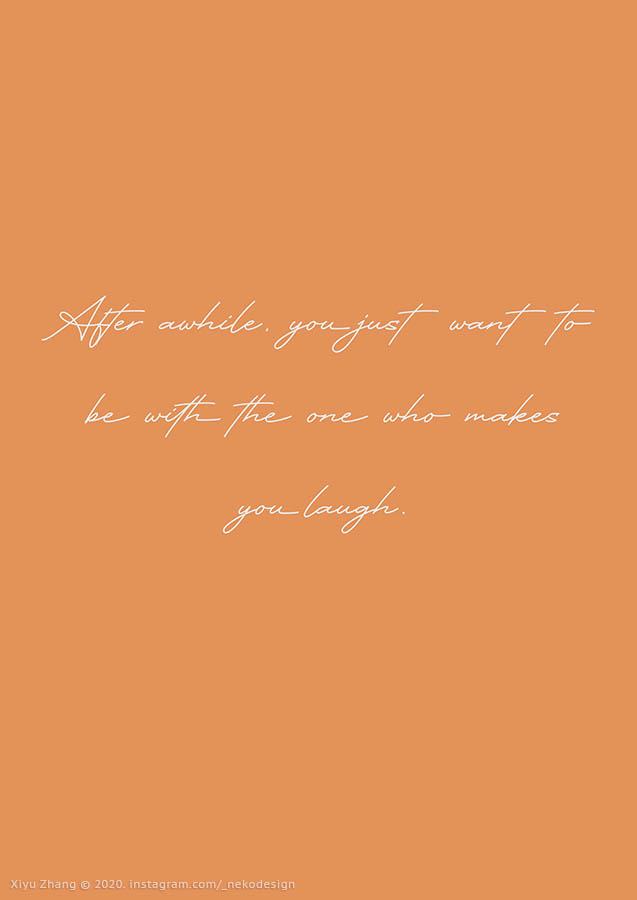 After awhile, you just want to
be with the one who makes
you laugh.
Xiyu Zhang © 2020. instagram.com/_nekodesign